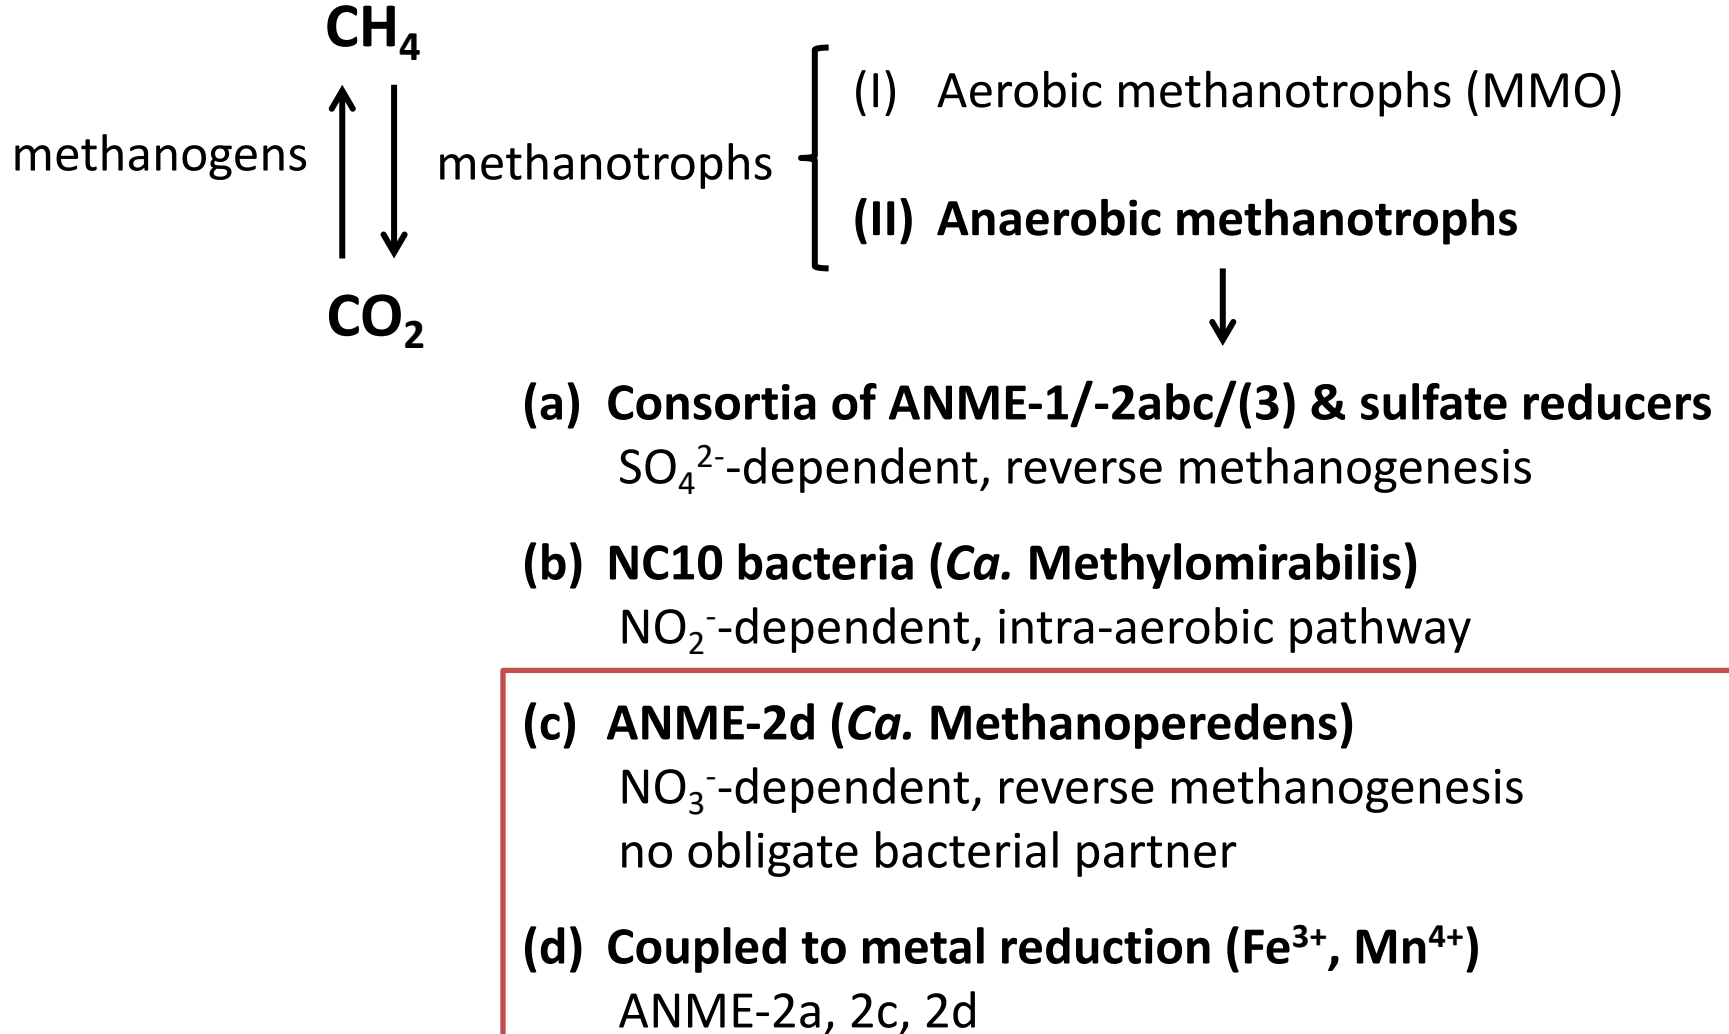 CH₄
methanogens
methanotrophs
CO₂
(I) Aerobic methanotrophs (MMO)
(II) Anaerobic methanotrophs
(a) Consortia of ANME-1/-2abc/(3) & sulfate reducers
SO₄²⁻-dependent, reverse methanogenesis
(b) NC10 bacteria (Ca. Methylomirabilis)
NO₂⁻-dependent, intra-aerobic pathway
(c) ANME-2d (Ca. Methanoperedens)
NO₃⁻-dependent, reverse methanogenesis
no obligate bacterial partner
(d) Coupled to metal reduction (Fe³⁺, Mn⁴⁺)
ANME-2a, 2c, 2d